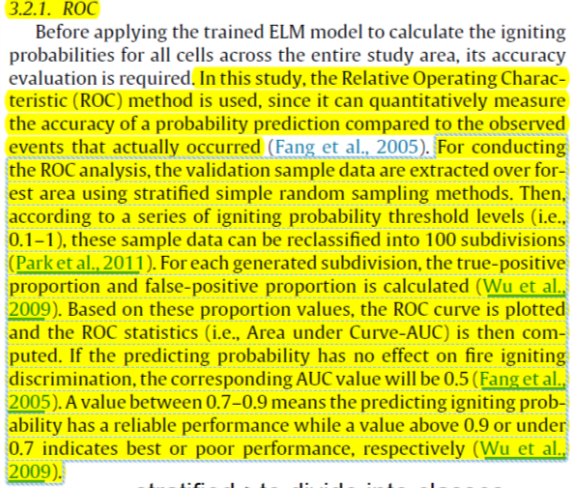 3.2.1. ROC
Before applying the trained ELM model to calculate the igniting
probabilities for all cells across the entire study area, its accuracy
evaluation is required. In this study, the Relative Operating Charac-
teristic (ROC) method is used, since it can quantitatively measure
the accuracy of a probability prediction compared to the observed
events that actually occurred (Fang et al., 2005). For conducting
the ROC analysis, the validation sample data are extracted over for-
est area using stratified simple random sampling methods. Then,
according to a series of igniting probability threshold levels (i.e.,
0.1–1), these sample data can be reclassified into 100 subdivisions
(Park et al., 2011). For each generated subdivision, the true-positive
proportion and false-positive proportion is calculated (Wu et al.,
2009). Based on these proportion values, the ROC curve is plotted
and the ROC statistics (i.e., Area under Curve-AUC) is then com-
puted. If the predicting probability has no effect on fire igniting
discrimination, the corresponding AUC value will be 0.5 (Fang et al.,
2005). A value between 0.7–0.9 means the predicting igniting prob-
ability has a reliable performance while a value above 0.9 or under
0.7 indicates best or poor performance, respectively (Wu et al.,
2009).